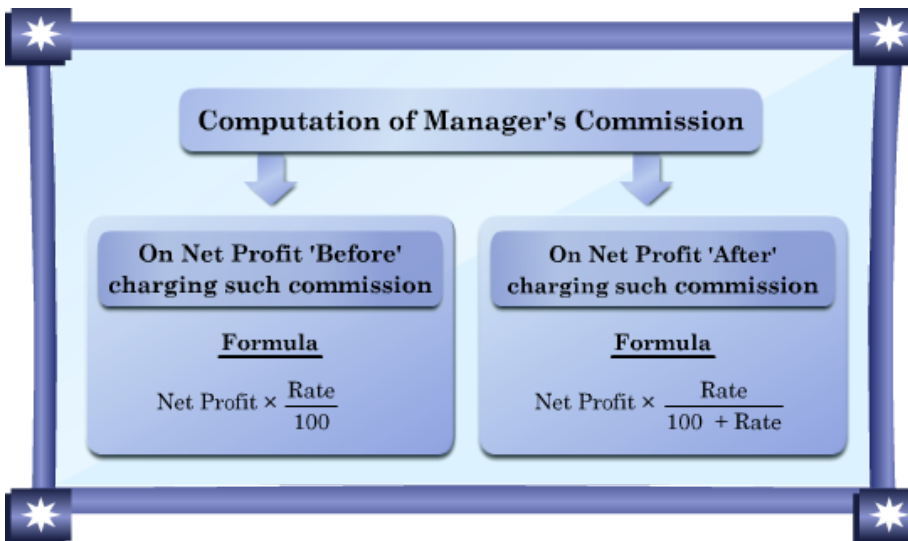 Computation of Manager's Commission
On Net Profit 'Before'
charging such commission
Formula
Net Profit × Rate
100
On Net Profit 'After'
charging such commission
Formula
Net Profit × Rate
100 + Rate